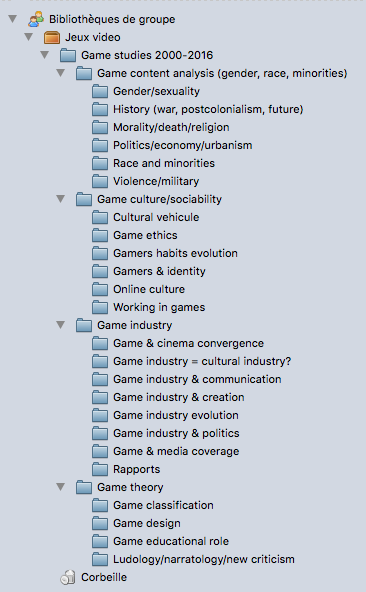 Bibliothèques de groupe
Jeux video
Game studies 2000-2016
Game content analysis (gender, race, minorities)
Gender/sexuality
History (war, postcolonialism, future)
Morality/death/religion
Politics/economy/urbanism
Race and minorities
Violence/military
Game culture/sociability
Cultural vehicule
Game ethics
Gamers habits evolution
Gamers & identity
Online culture
Working in games
Game industry
Game & cinema convergence
Game industry = cultural industry?
Game industry & communication
Game industry & creation
Game industry evolution
Game industry & politics
Game & media coverage
Rapports
Game theory
Game classification
Game design
Game educational role
Ludology/narratology/new criticism
Corbeille